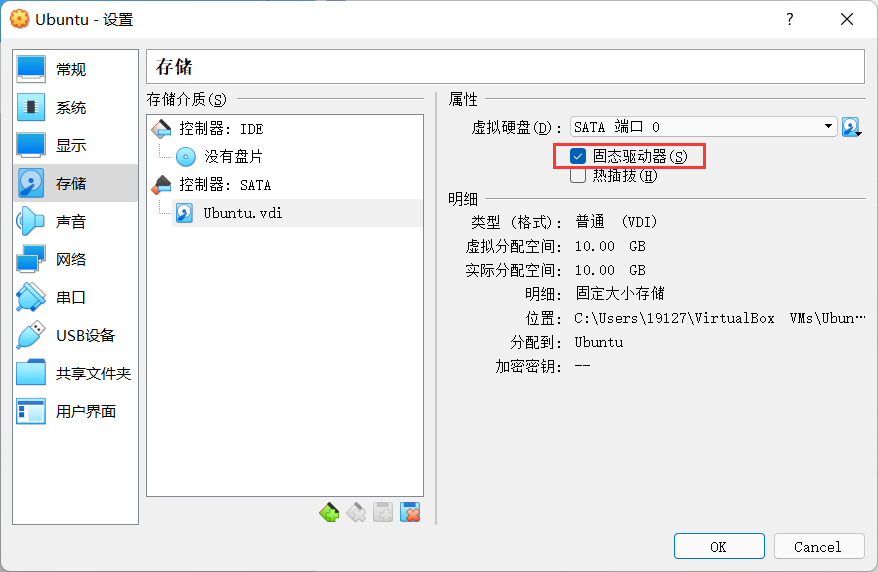 Ubuntu - 设置
?
常规
系统
显示
存储
声音
网络
串口
USB设备
共享文件夹
用户界面
存储
存储介质(S)
控制器: IDE
没有盘片
控制器: SATA
Ubuntu.vdi
属性
虚拟硬盘(D): SATA 端口 0
固态驱动器(S)
热插拔(H)
明细
类型 (格式): 普通 (VDI)
虚拟分配空间: 10.00 GB
实际分配空间: 10.00 GB
明细: 固定大小存储
位置: C:\Users\19127\VirtualBox VMs\Ubun…
分配到: Ubuntu
加密密钥: --
OK
Cancel